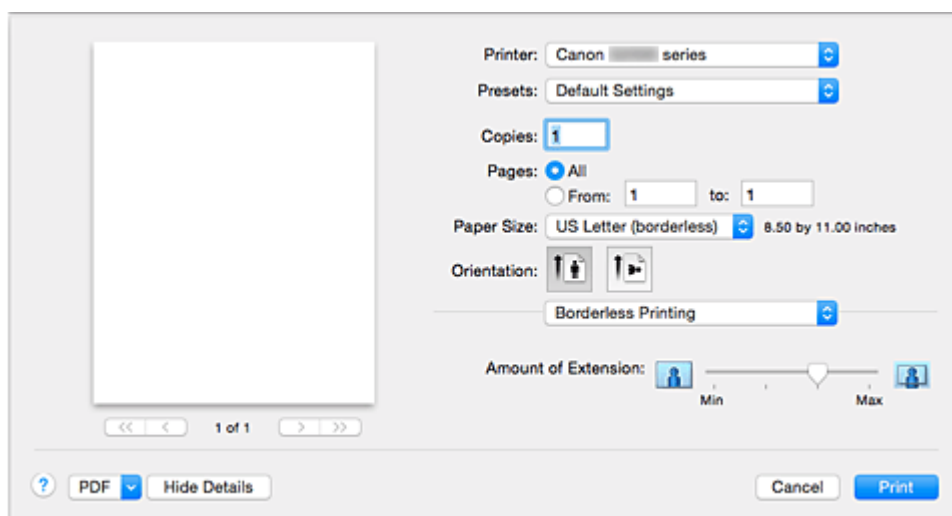 Printer: Canon series
Presets: Default Settings
Copies: 1
Pages: All
From: 1 to: 1
Paper Size: US Letter (borderless) 8.50 by 11.00 inches
Orientation:
Borderless Printing
Amount of Extension:
Min Max
<< < 1 of 1 > >>
? PDF Hide Details Cancel Print